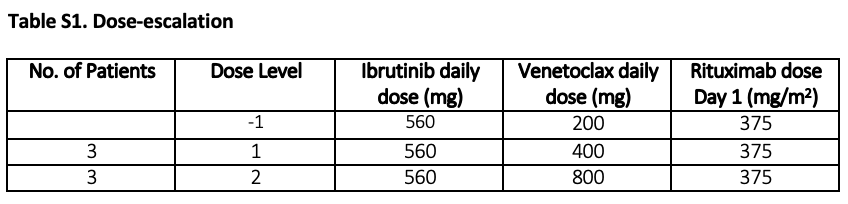 Table S1. Dose-escalation
No. of Patients Dose Level Ibrutinib daily dose (mg) Venetoclax daily dose (mg) Rituximab dose Day 1 (mg/m²)
-1 560 200 375
3 1 560 400 375
3 2 560 800 375